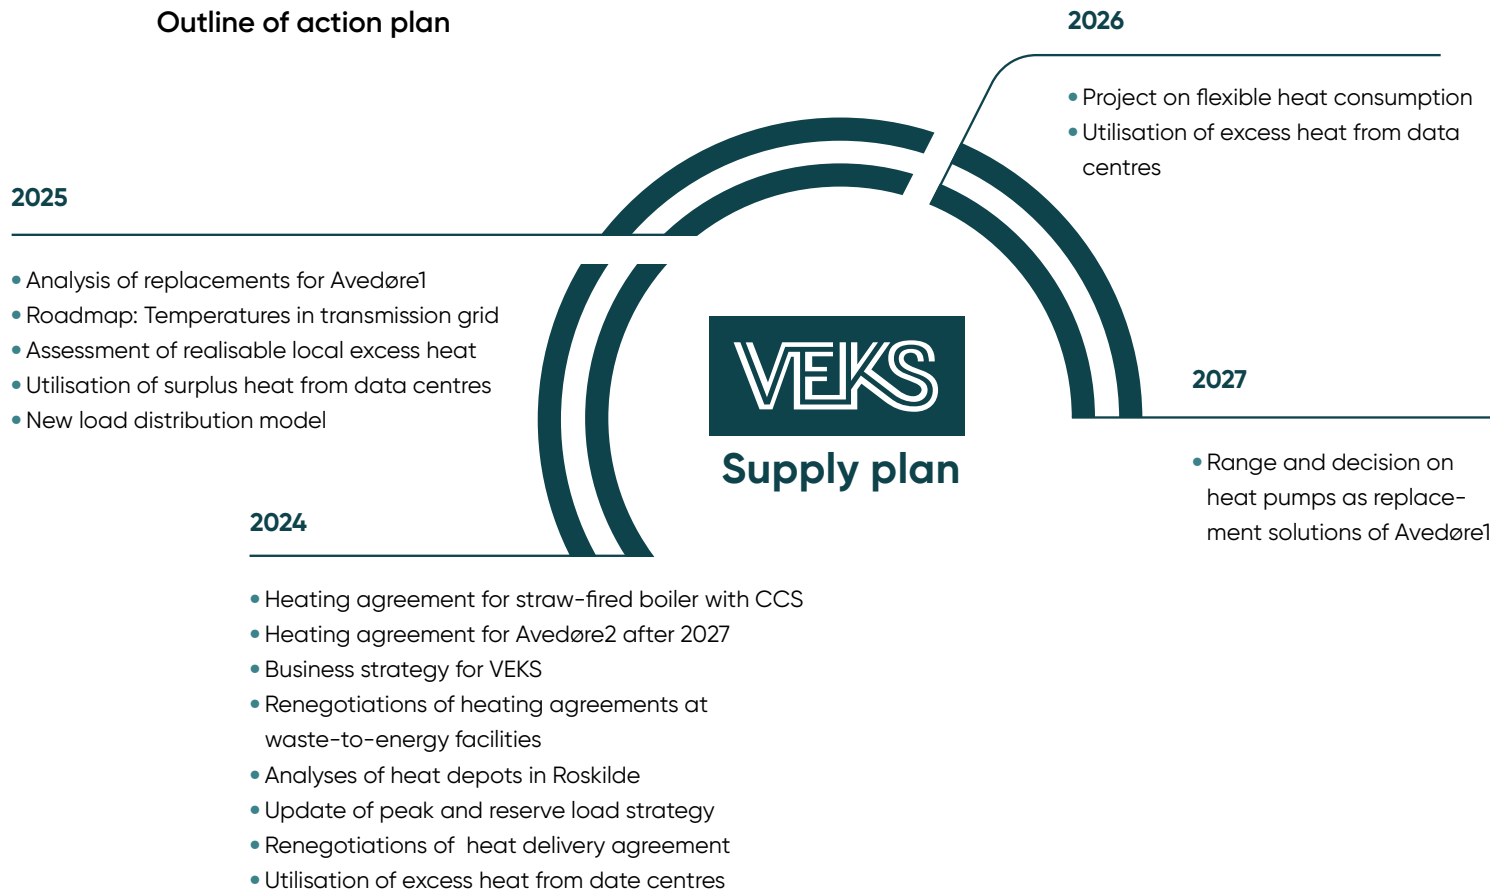 Outline of action plan
2026
• Project on flexible heat consumption
• Utilisation of excess heat from data
centres
2025
• Analysis of replacements for Avedøre1
• Roadmap: Temperatures in transmission grid
• Assessment of realisable local excess heat
• Utilisation of surplus heat from data centres
• New load distribution model
VEKS
Supply plan
2027
• Range and decision on
heat pumps as replace-
ment solutions of Avedøre1
2024
• Heating agreement for straw-fired boiler with CCS
• Heating agreement for Avedøre2 after 2027
• Business strategy for VEKS
• Renegotiations of heating agreements at
waste-to-energy facilities
• Analyses of heat depots in Roskilde
• Update of peak and reserve load strategy
• Renegotiations of  heat delivery agreement
• Utilisation of excess heat from date centres